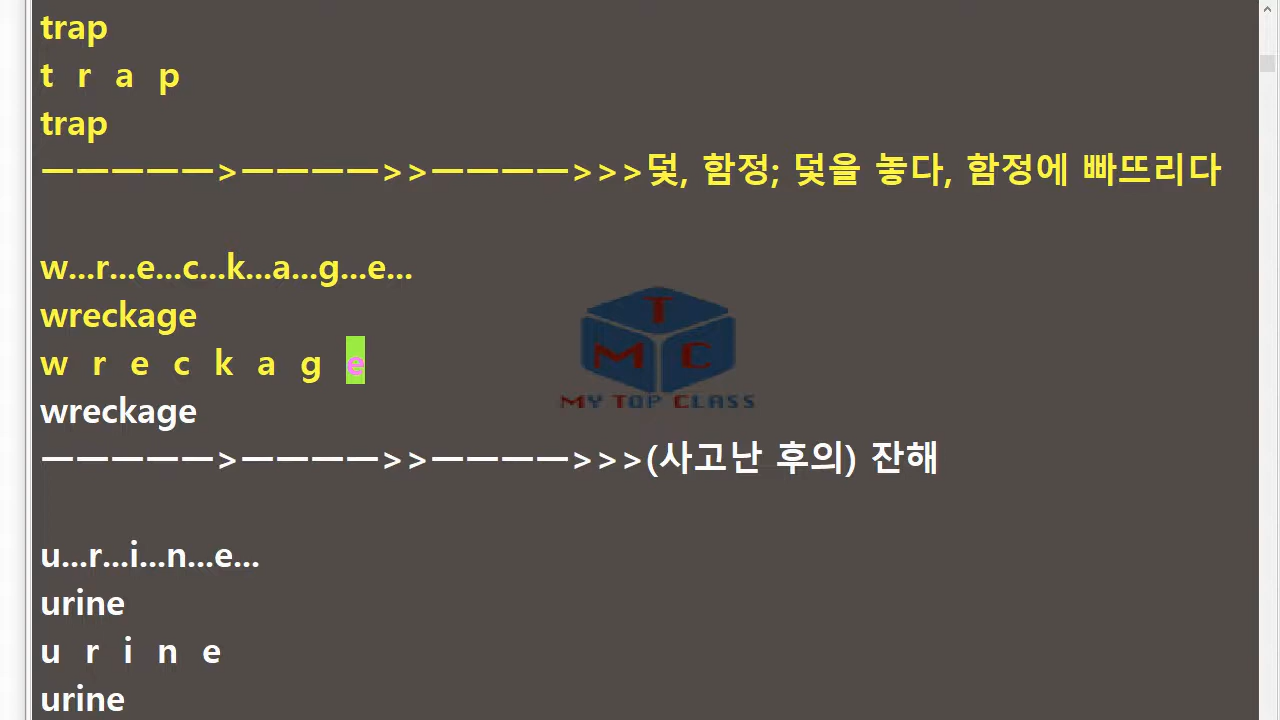 trap
t r a p
trap
ㅡㅡㅡㅡㅡ>ㅡㅡㅡㅡ>>ㅡㅡㅡㅡ>>>덫, 함정; 덫을 놓다, 함정에 빠뜨리다
w...r...e...c...k...a...g...e...
wreckage
w r e c k a g e
wreckage
ㅡㅡㅡㅡㅡ>ㅡㅡㅡㅡ>>ㅡㅡㅡㅡ>>>(사고난 후의) 잔해
T
M C
MY TOP CLASS
u...r...i...n...e...
urine
u r i n e
urine